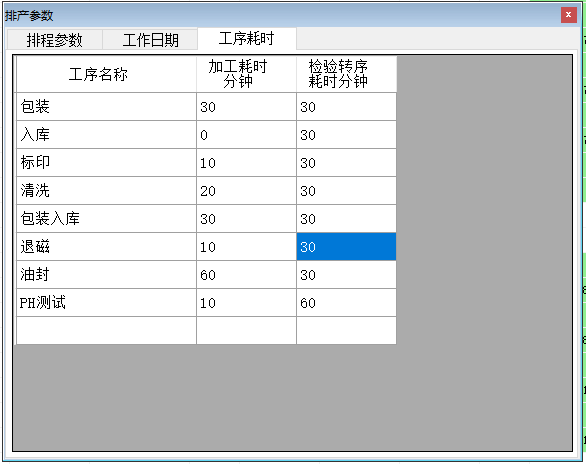 排产参数
排程参数 工作日期 工序耗时
工序名称 加工耗时 检验转序
分钟 耗时分钟
包装 30 30
入库 0 30
标印 10 30
清洗 20 30
包装入库 30 30
退磁 10 30
油封 60 30
PH测试 10 60